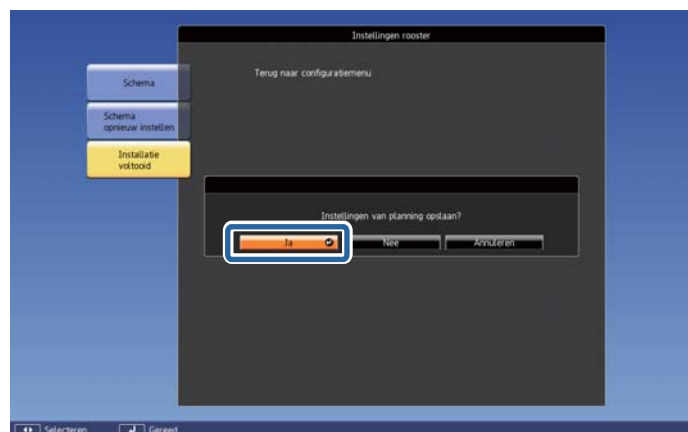 Instellingen rooster
Schema
Terug naar configuratiemenu
Schema
opnieuw instellen
Installatie
voltooid
Instellingen van planning opslaan?
Ja Nee Annuleren
Selecteren Gereed